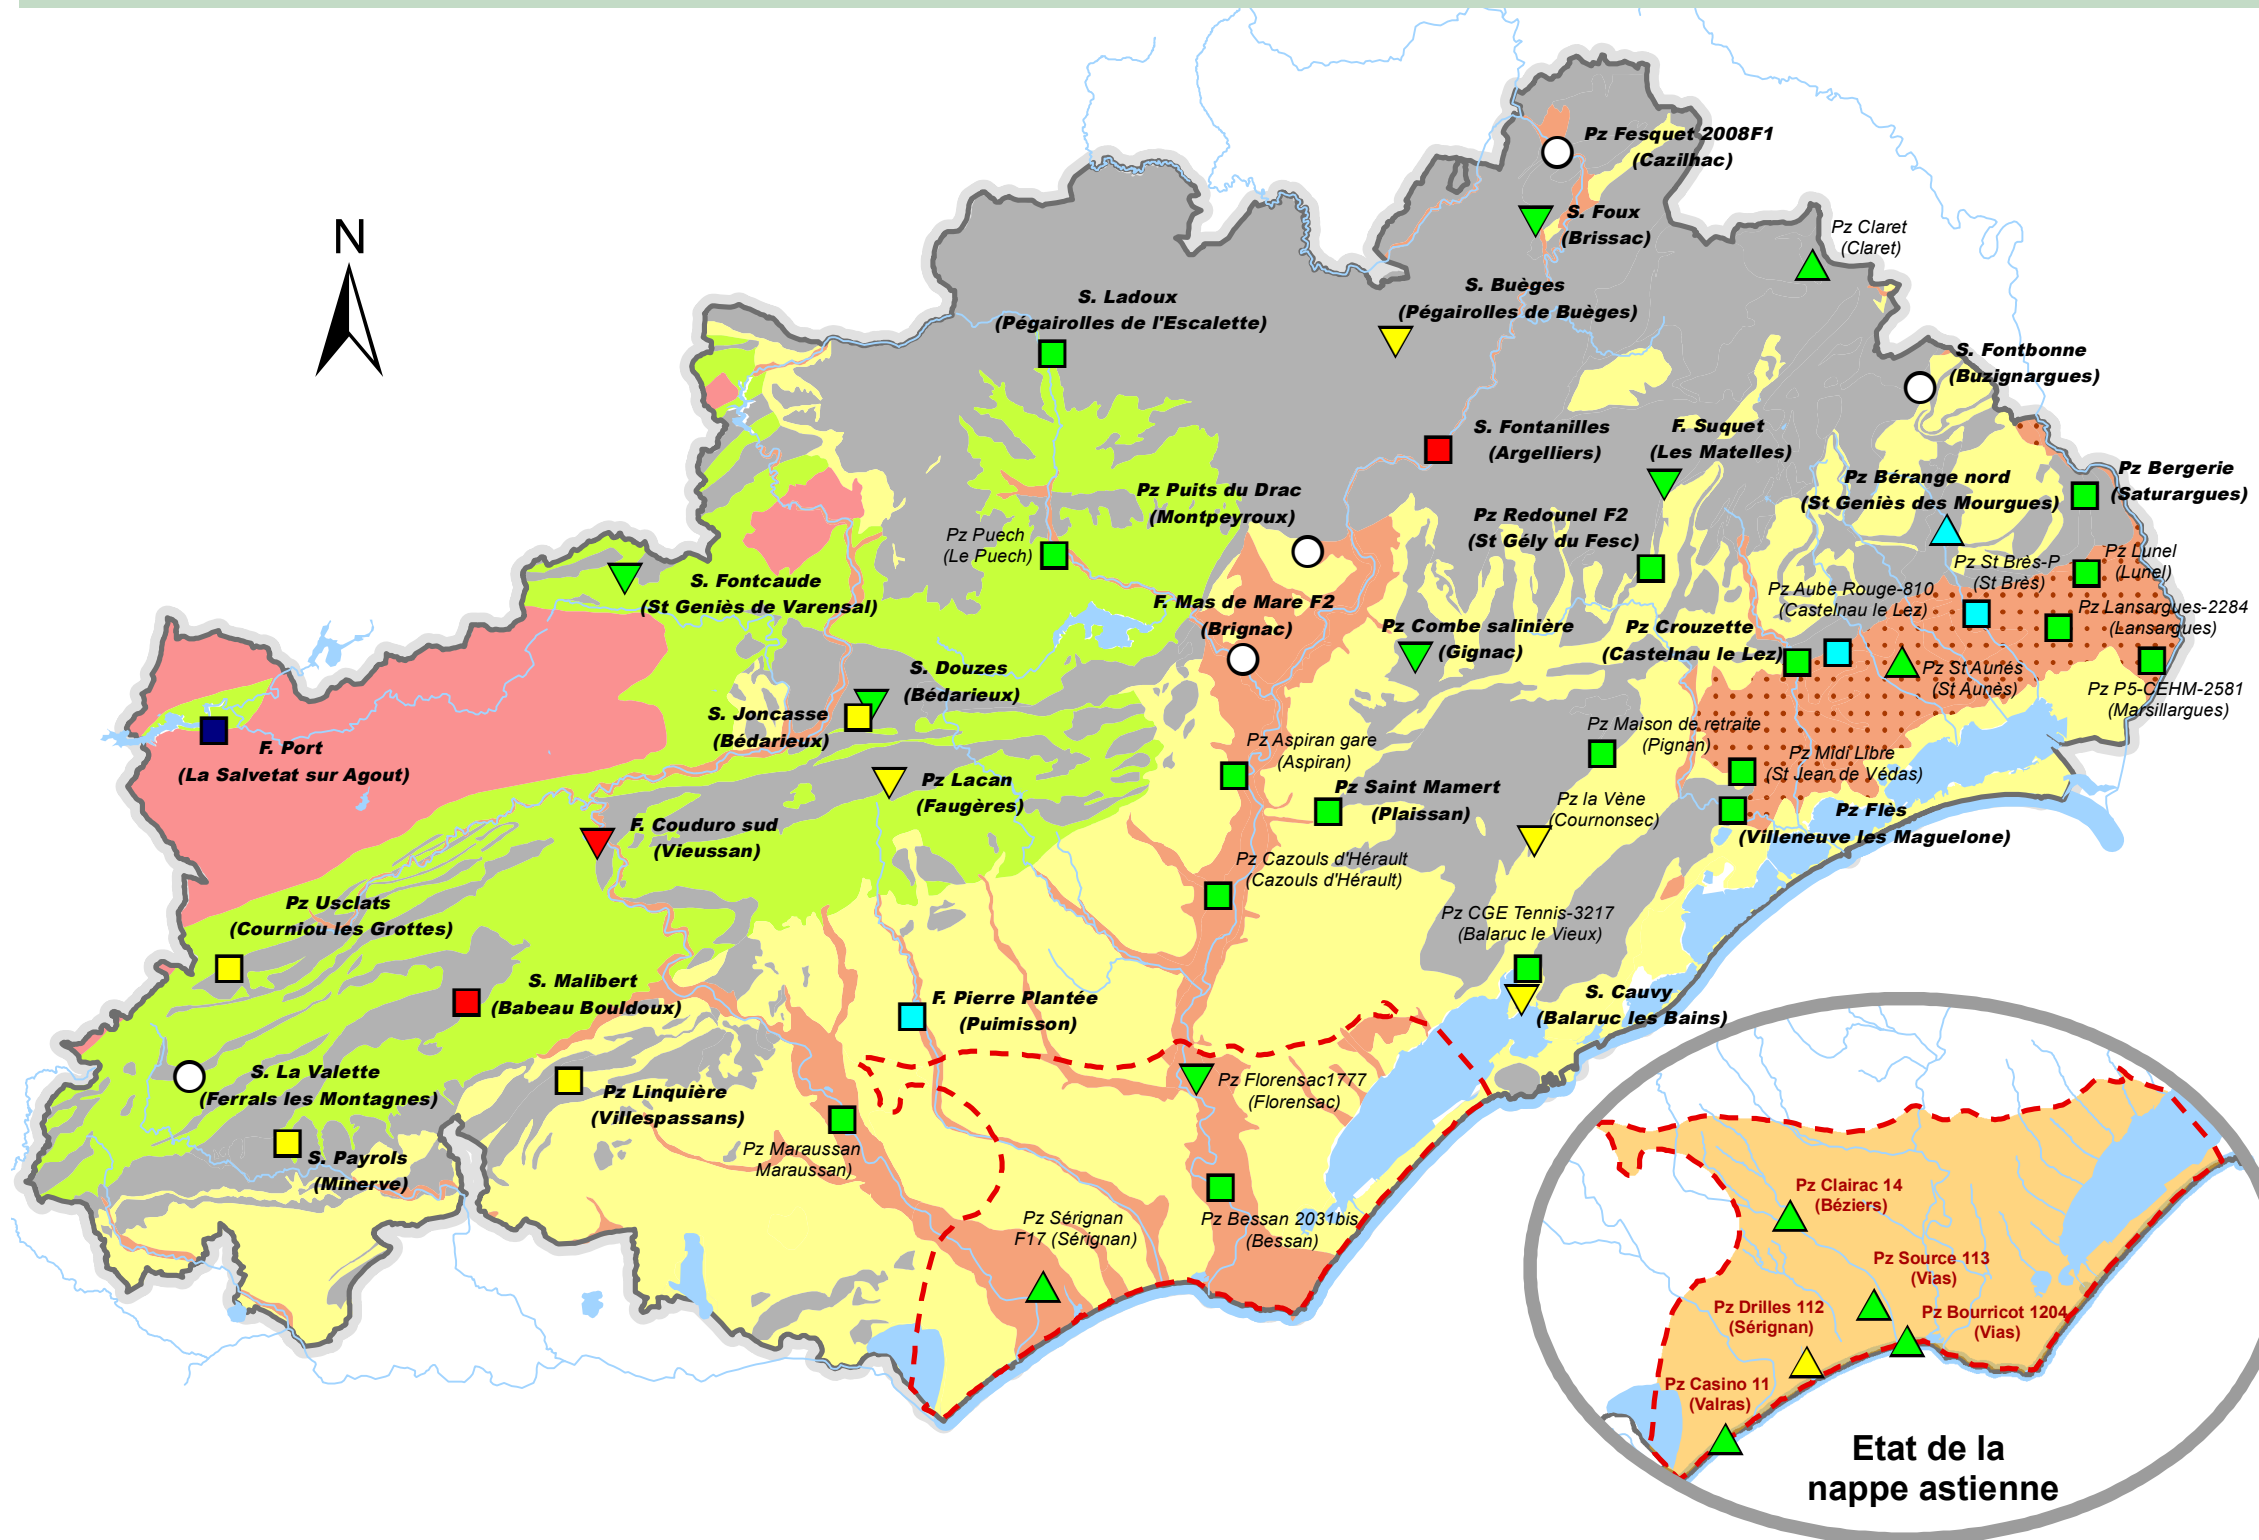 N
Pz Fesquet 2008F1
(Cazilhac)
S. Foux
(Brissac)
Pz Claret
(Claret)
S. Buèges
(Pégairolles de Buèges)
S. Ladoux
(Pégairolles de l'Escalette)
S. Fontbonne
(Buzignargues)
S. Fontanilles
(Argelliers)
F. Suquet
(Les Matelles)
Pz Bérange nord
(St Geniès des Mourgues)
Pz Bergerie
(Saturargues)
Pz Puits du Drac
(Montpeyroux)
Pz Redounel F2
(St Gély du Fesc)
Pz Puech
(Le Puech)
Pz St Brès-P
(St Brès)
Pz Lunel
(Lunel)
S. Fontcaude
(St Geniès de Varensal)
Pz Aube Rouge-810
(Castelnau le Lez)
F. Mas de Mare F2
(Brignac)
Pz Lansargues-2284
(Lansargues)
Pz Combe salinière
(Gignac)
Pz Crouzette
(Castelnau le Lez)
S. Douzes
(Bédarieux)
Pz St Aunés
(St Aunès)
Pz P5-CEHM-2581
(Marsillargues)
S. Joncasse
(Bédarieux)
Pz Maison de retraite
(Pignan)
F. Port
(La Salvetat sur Agout)
Pz Aspiran gare
(Aspiran)
Pz Midi Libre
(St Jean de Védas)
Pz Lacan
(Faugères)
Pz Saint Mamert
(Plaissan)
Pz la Vène
(Cournonsec)
Pz Flès
(Villeneuve les Maguelone)
F. Couduro sud
(Vieussan)
Pz Cazouls d'Hérault
(Cazouls d'Hérault)
Pz Usclats
(Courniou les Grottes)
Pz CGE Tennis-3217
(Balaruc le Vieux)
S. Malibert
(Babeau Bouldoux)
F. Pierre Plantée
(Puimisson)
S. Cauvy
(Balaruc les Bains)
S. La Valette
(Ferrals les Montagnes)
Pz Linquière
(Villespassans)
Pz Florensac1777
(Florensac)
Pz Maraussan
Maraussan)
S. Payrols
(Minerve)
Pz Sérignan
F17 (Sérignan)
Pz Bessan 2031bis
(Bessan)
Pz Clairac 14
(Béziers)
Pz Source 113
(Vias)
Pz Drilles 112
(Sérignan)
Pz Bourricot 1204
(Vias)
Pz Casino 11
(Valras)
Etat de la
nappe astienne